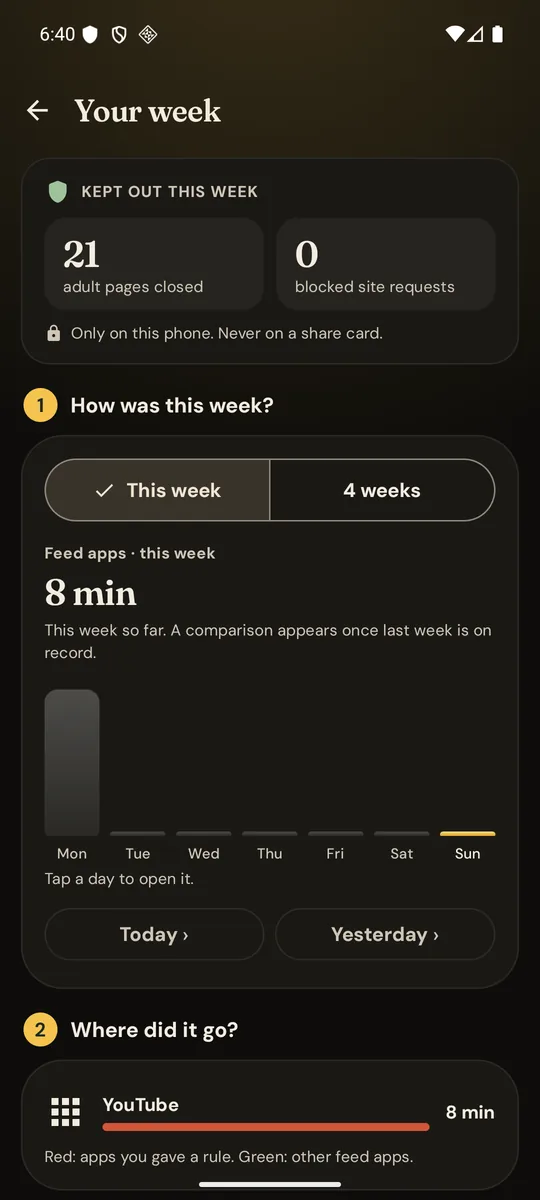 6:40
Your week
KEPT OUT THIS WEEK
21
adult pages closed
0
blocked site requests
Only on this phone. Never on a share card.
1 How was this week?
This week
4 weeks
Feed apps · this week
8 min
This week so far. A comparison appears once last week is on
record.
Mon Tue Wed Thu Fri Sat Sun
Tap a day to open it.
Today ›
Yesterday ›
2 Where did it go?
YouTube
8 min
Red: apps you gave a rule. Green: other feed apps.